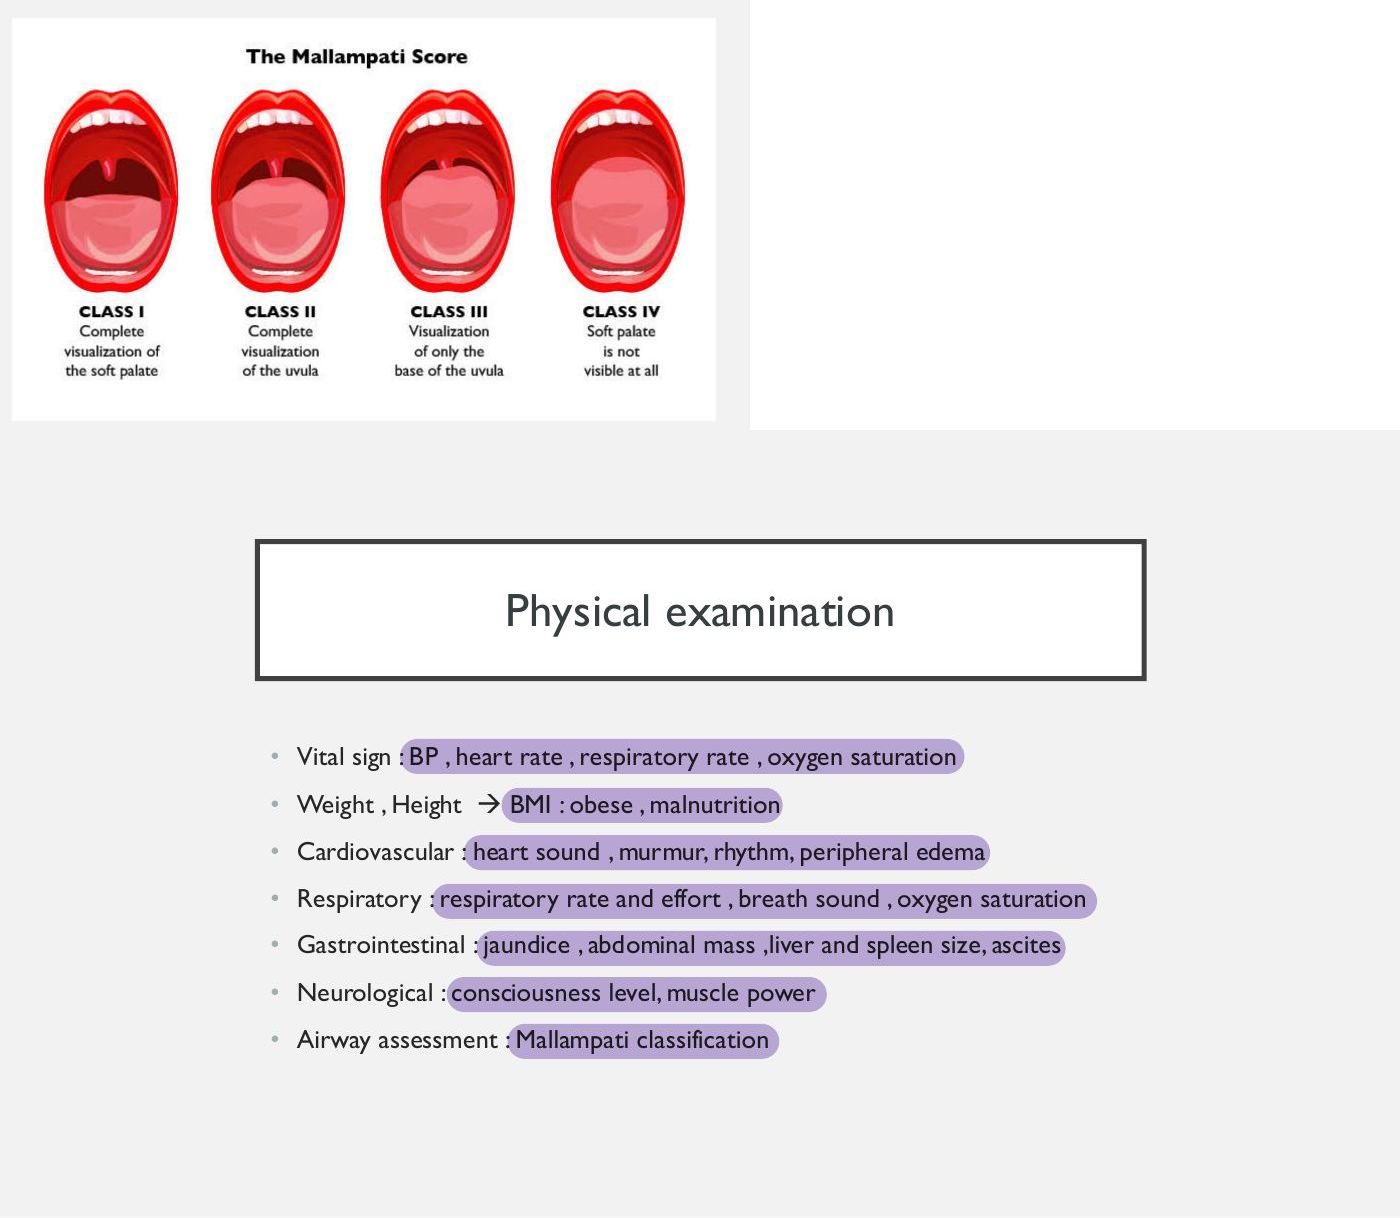 The Mallampati Score
CLASS I
Complete
visualization of
the soft palate
CLASS II
Complete
visualization
of the uvula
CLASS III
Visualization
of only the
base of the uvula
CLASS IV
Soft palate
is not
visible at all
Physical examination
• Vital sign : BP , heart rate , respiratory rate , oxygen saturation
• Weight , Height → BMI : obese , malnutrition
• Cardiovascular : heart sound , murmur, rhythm, peripheral edema
• Respiratory : respiratory rate and effort , breath sound , oxygen saturation
• Gastrointestinal : jaundice , abdominal mass ,liver and spleen size, ascites
• Neurological : consciousness level, muscle power
• Airway assessment : Mallampati classification